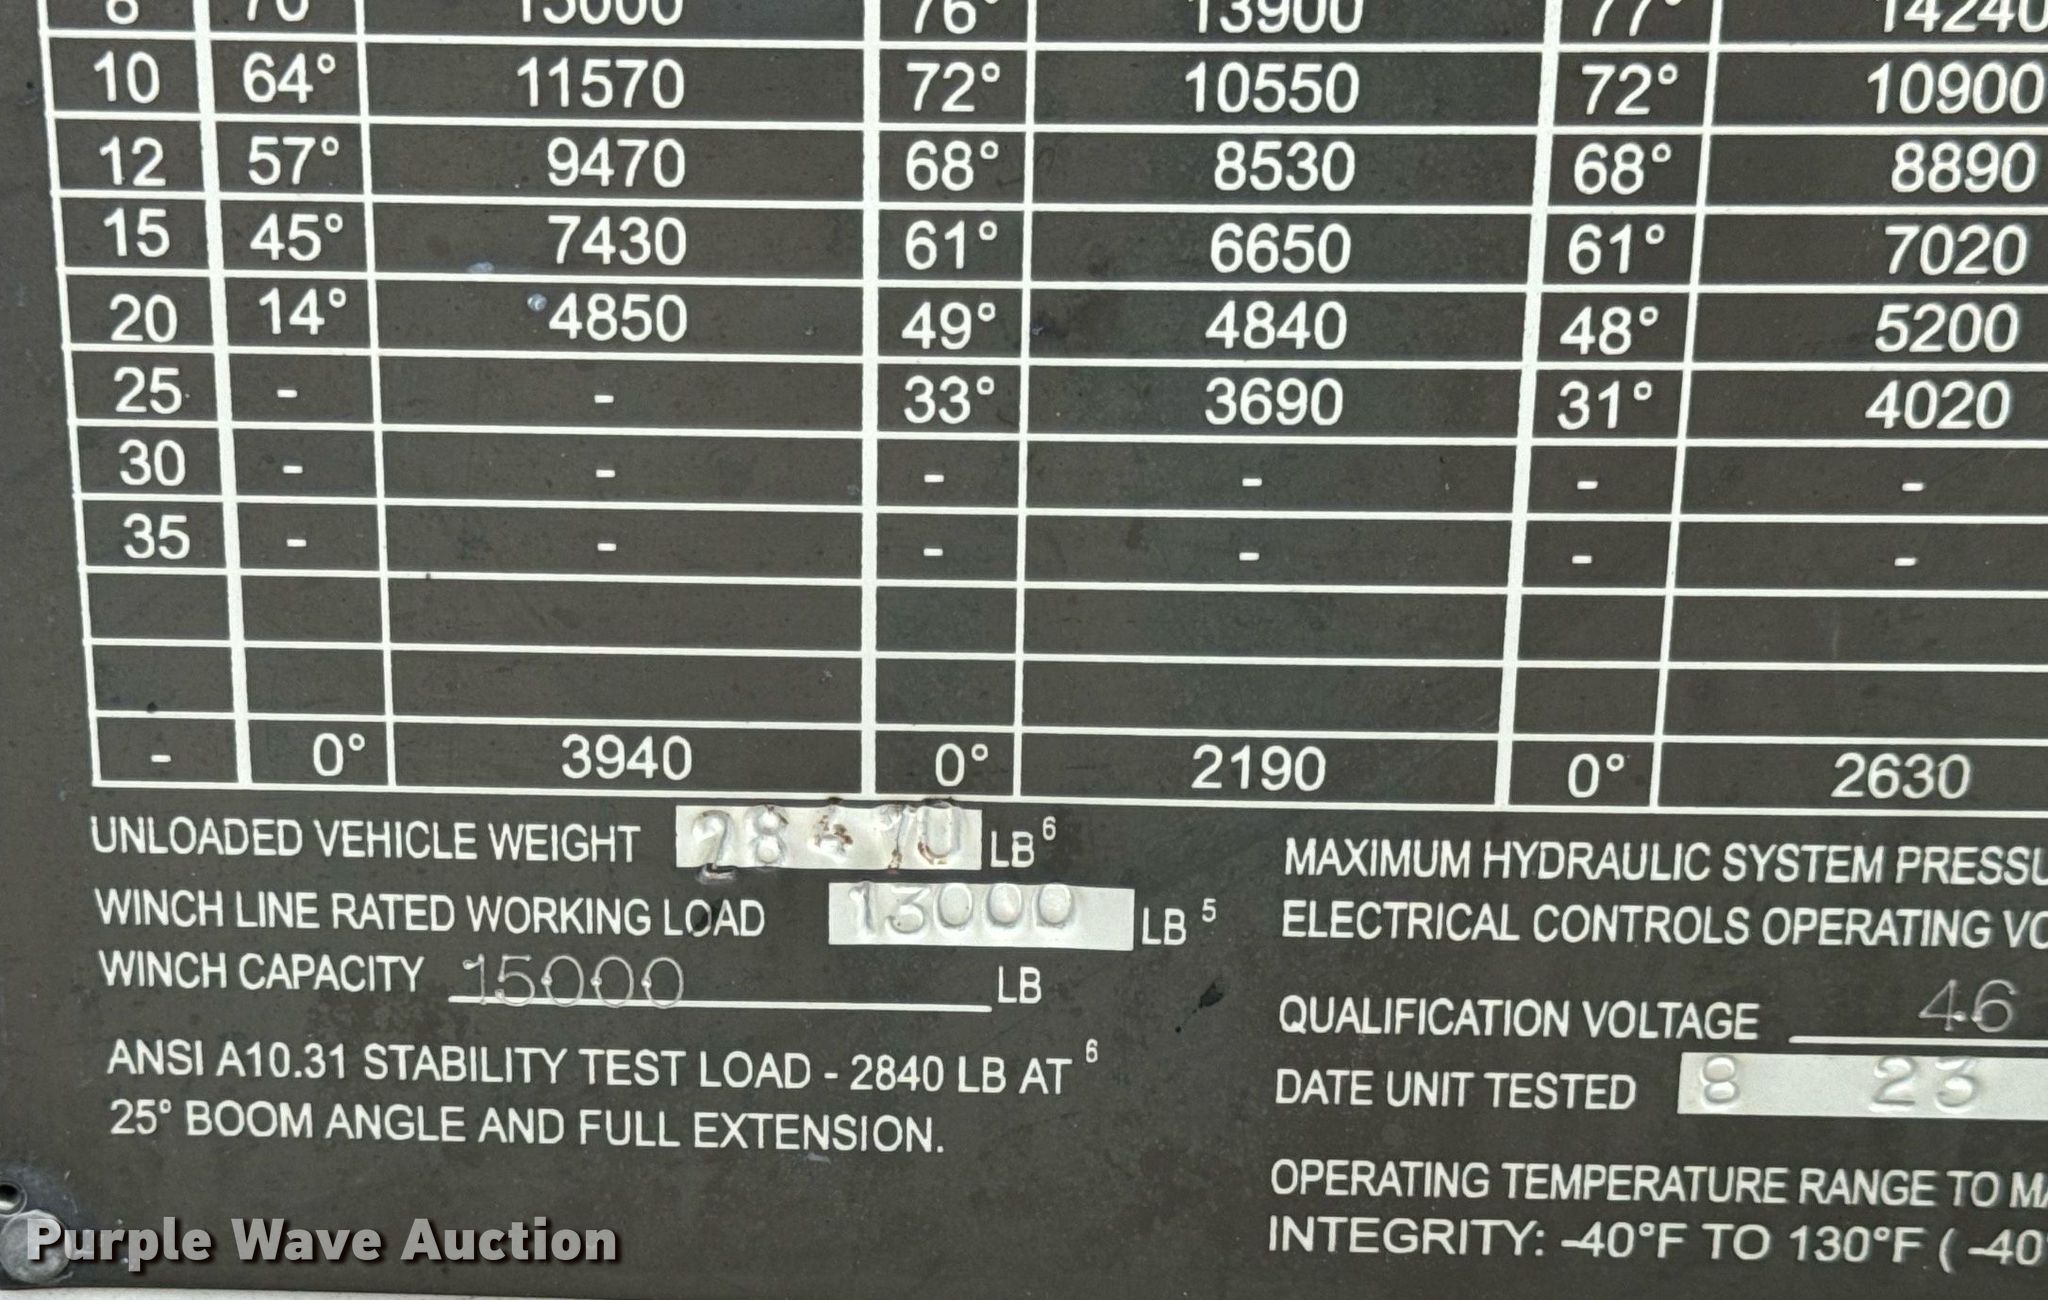 10 64° 11570 72° 10550 72° 10900
12 57° 9470 68° 8530 68° 8890
15 45° 7430 61° 6650 61° 7020
20 14° 4850 49° 4840 48° 5200
25 - - 33° 3690 31° 4020
30 - - - - - -
35 - - - - - -
- 0° 3940 0° 2190 0° 2630
UNLOADED VEHICLE WEIGHT LB 6
WINCH LINE RATED WORKING LOAD 13000 LB 5
WINCH CAPACITY 15000 LB
ANSI A10.31 STABILITY TEST LOAD - 2840 LB AT 6
25° BOOM ANGLE AND FULL EXTENSION.
MAXIMUM HYDRAULIC SYSTEM
ELECTRICAL CONTROLS OPERATING
QUALIFICATION VOLTAGE 46
DATE UNIT TESTED 8 23
OPERATING TEMPERATURE RANGE TO
INTEGRITY: -40°F TO 130°F ( -40°
Purple Wave Auction